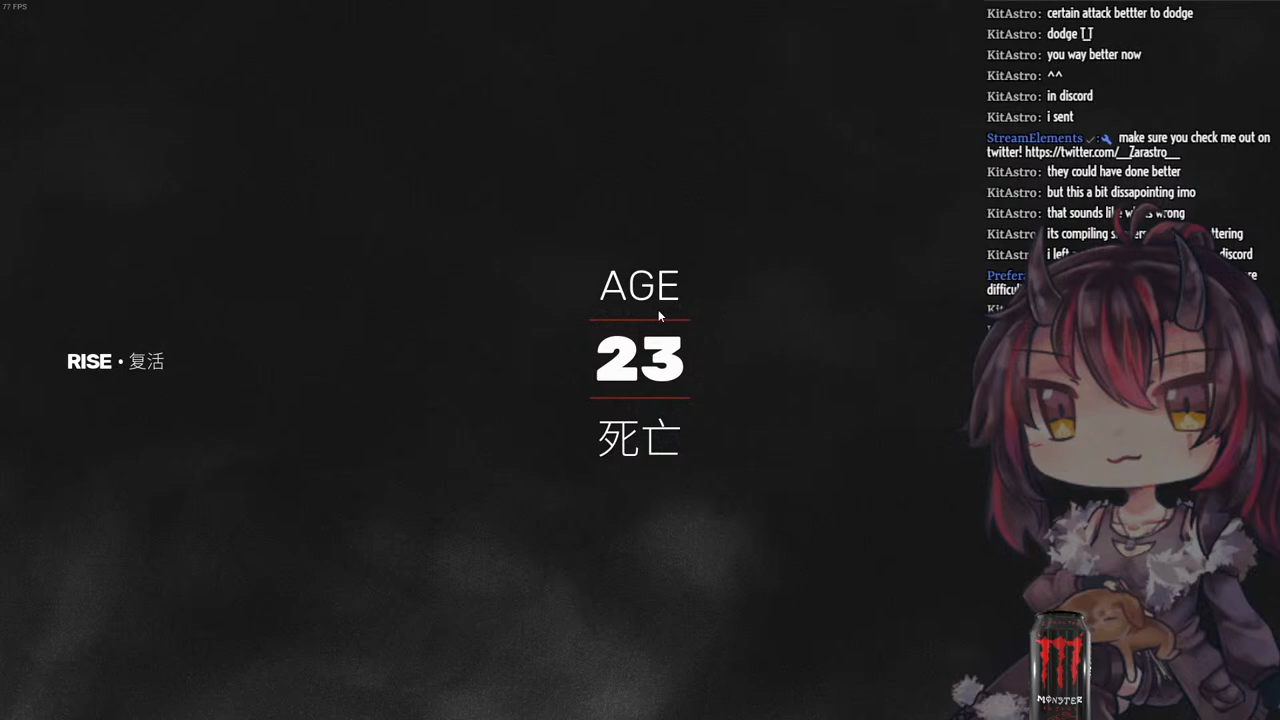 77 FPS
AGE
23
死亡
RISE • 复活
KitAstro: certain attack bettter to dodge
KitAstro: dodge T_T
KitAstro: you way better now
KitAstro: ^^
KitAstro: in discord
KitAstro: i sent
StreamElements : make sure you check me out on
twitter! https://twitter.com/__Zarastro__
KitAstro: they could have done better
KitAstro: but this a bit dissapointing imo
KitAstro: that sounds wrong
KitAstro: its compiling
KitAstr i left discord
MONSTER